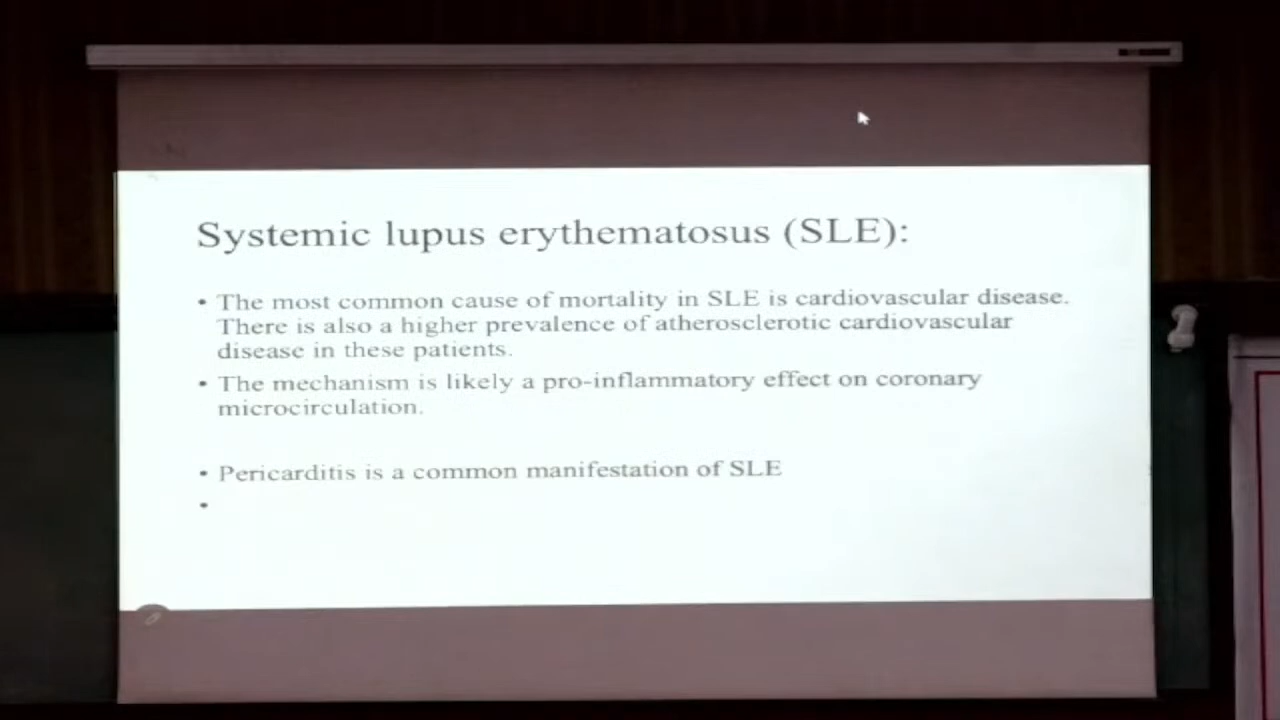 Systemic lupus erythematosus (SLE):
• The most common cause of mortality in SLE is cardiovascular disease.
There is also a higher prevalence of atherosclerotic cardiovascular
disease in these patients.
• The mechanism is likely a pro-inflammatory effect on coronary
microcirculation.
• Pericarditis is a common manifestation of SLE
•